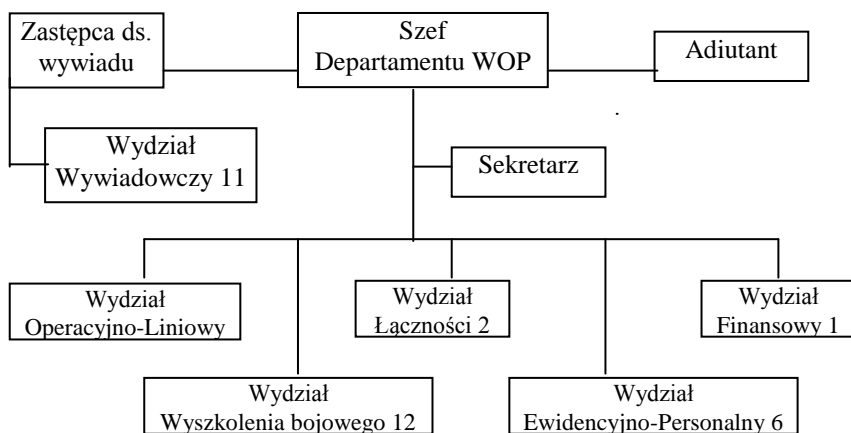 Zastępca ds.
wywiadu
Szef
Departamentu WOP
Adiutant
Wydział
Wywiadowczy 11
Sekretarz
Wydział
Operacyjno-Liniowy
Wydział
Łączności 2
Wydział
Finansowy 1
Wydział
Wyszkolenia bojowego 12
Wydział
Ewidencyjno-Personalny 6